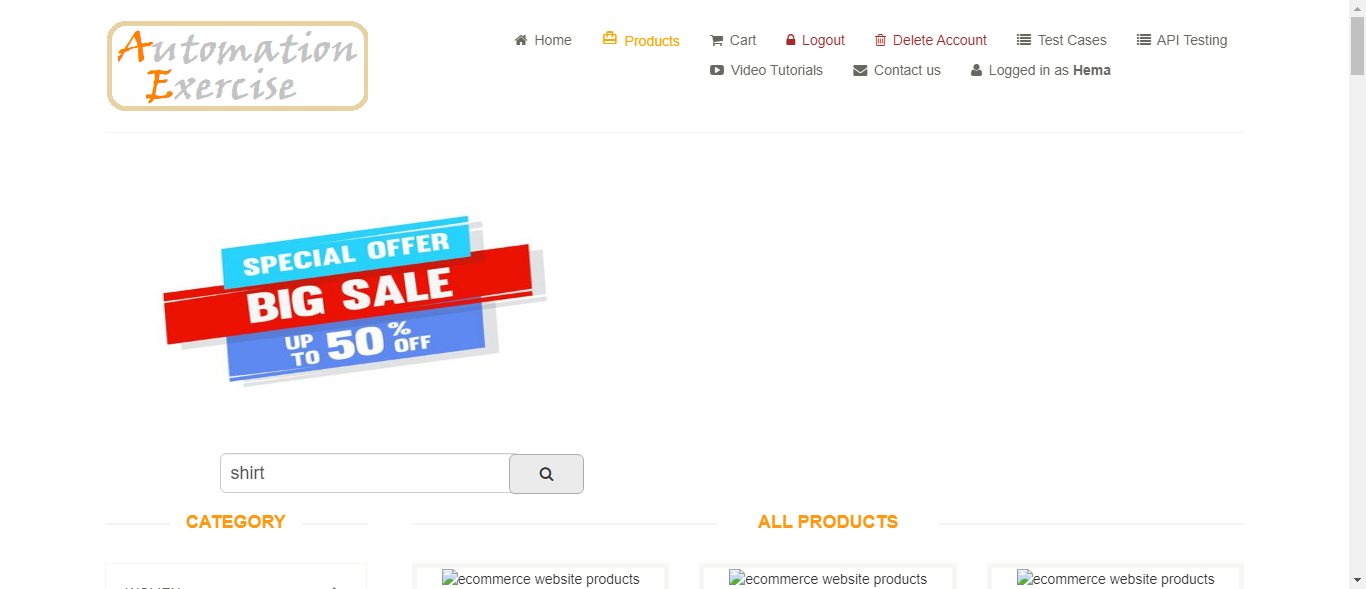 Automation
Exercise
Home Products Cart Logout Delete Account Test Cases API Testing
Video Tutorials Contact us Logged in as Hema
SPECIAL OFFER
BIG SALE
UP TO 50% OFF
shirt
CATEGORY ALL PRODUCTS
WOMEN
ecommerce website products ecommerce website products ecommerce website products